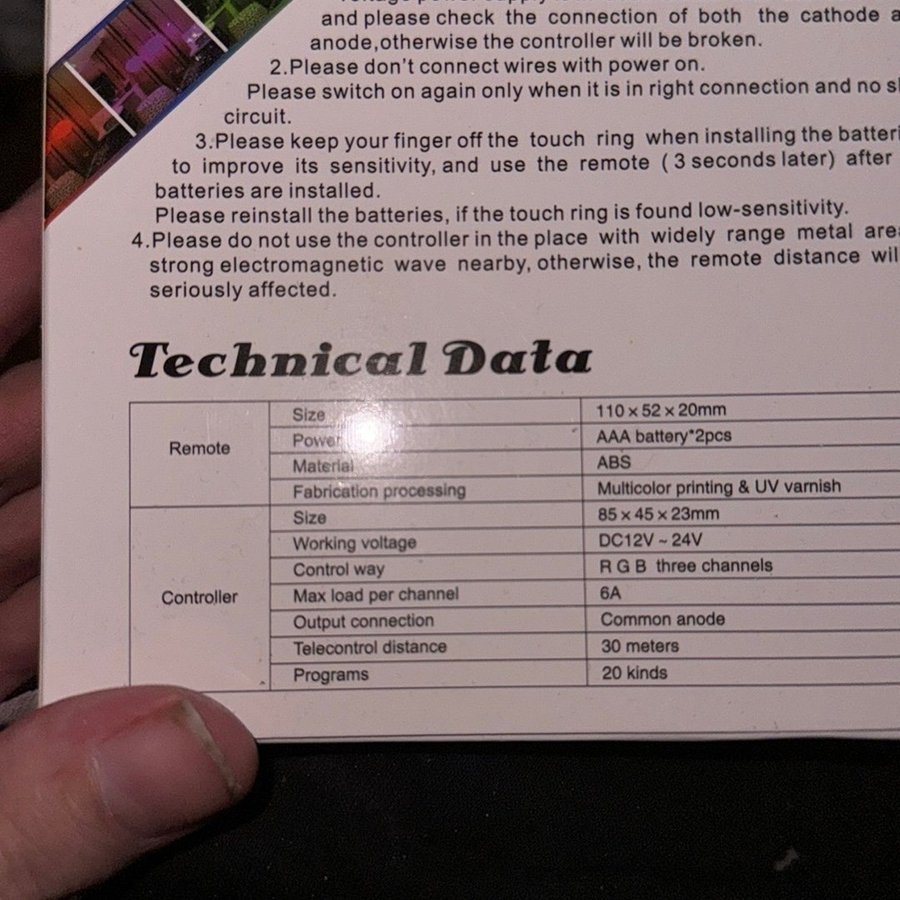 and please check the connection of both the cathode
anode,otherwise the controller will be broken.
2.Please don't connect wires with power on.
Please switch on again only when it is in right connection and no
circuit.
3.Please keep your finger off the touch ring when installing the
to improve its sensitivity, and use the remote ( 3 seconds later) after
batteries are installed.
Please reinstall the batteries, if the touch ring is found low-sensitivity.
4.Please do not use the controller in the place with widely range metal
strong electromagnetic wave nearby, otherwise, the remote distance
seriously affected.
Technical Data
Remote
Size 110 x 52 x 20mm
Power AAA battery*2pcs
Material ABS
Fabrication processing Multicolor printing & UV varnish
Controller
Size 85 x 45 x 23mm
Working voltage DC12V ~ 24V
Control way R G B three channels
Max load per channel 6A
Output connection Common anode
Telecontrol distance 30 meters
Programs 20 kinds